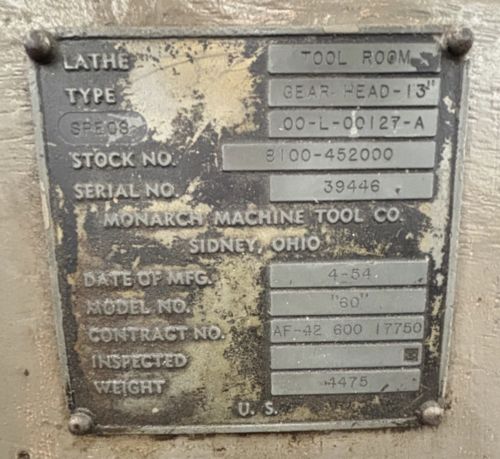 LATHE TOOL ROOM
TYPE GEAR HEAD-13"
SPECS .00-L-00127-A
STOCK NO. 8100-452000
SERIAL NO. 39446
MONARCH MACHINE TOOL CO.
SIDNEY, OHIO
DATE OF MFG. 4-54
MODEL NO. "60"
CONTRACT NO. AF-42 600 17750
INSPECTED
WEIGHT 4475
U. S.